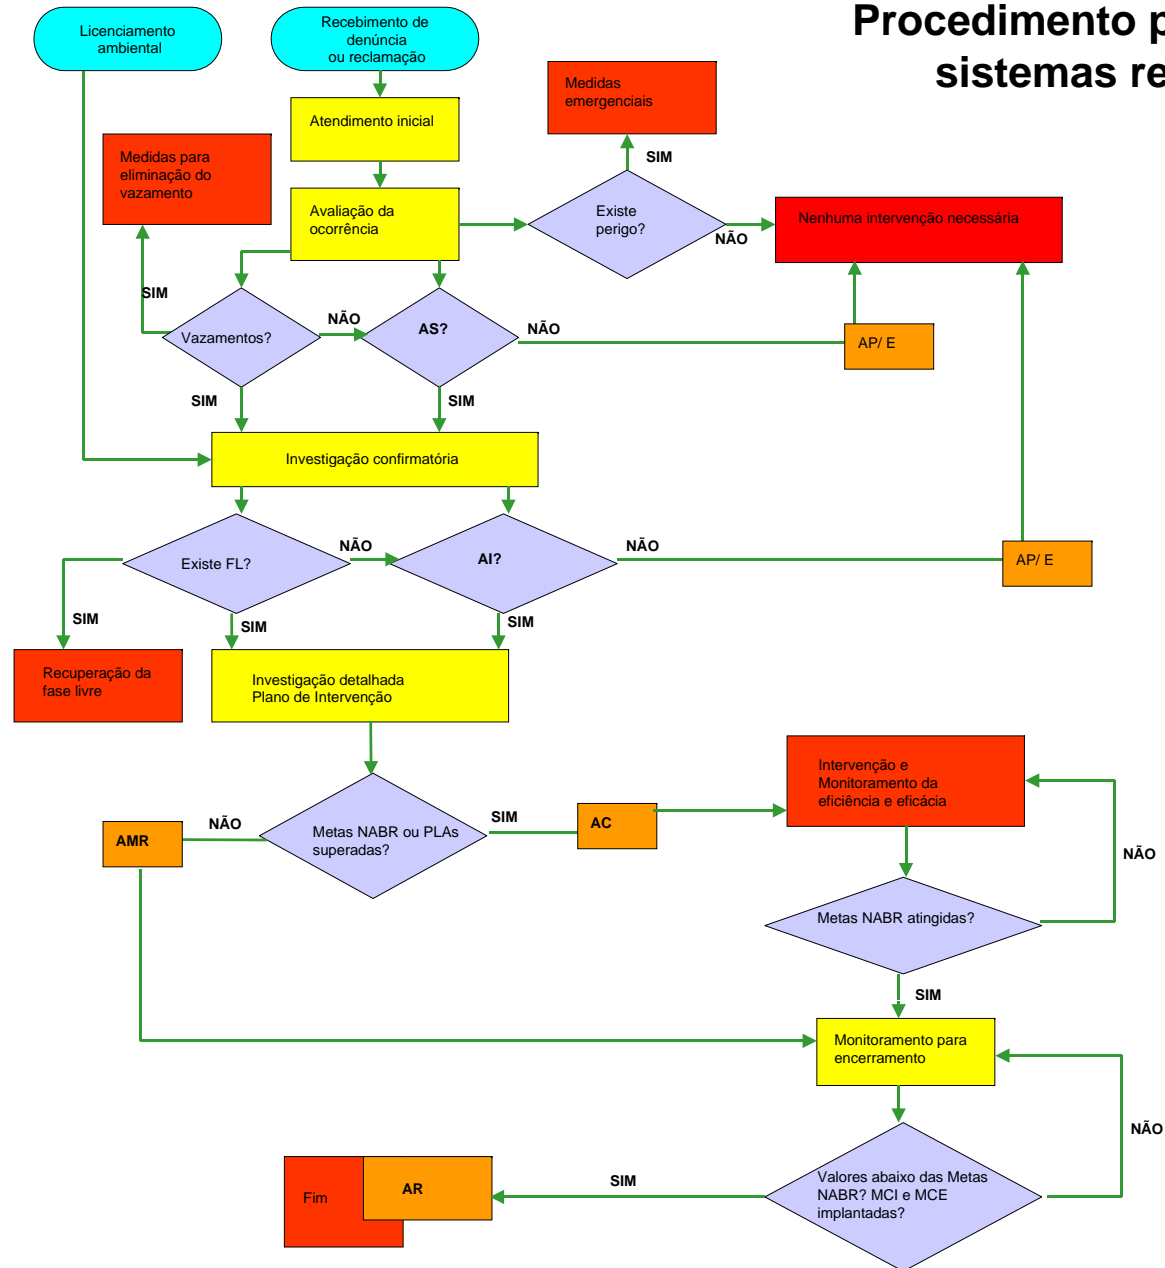 Procedimento p
sistemas re
Licenciamento
ambiental
Recebimento de
denúncia
ou reclamação
Medidas
emergenciais
Atendimento inicial
SIM
Medidas para
eliminação do
vazamento
Avaliação da
ocorrência
Existe
perigo?
NÃO
Nenhuma intervenção necessária
SIM
Vazamentos?
NÃO
AS?
NÃO
AP/ E
SIM
SIM
Investigação confirmatória
Existe FL?
NÃO
AI?
NÃO
AP/ E
SIM
SIM
SIM
Recuperação da
fase livre
Investigação detalhada
Plano de Intervenção
Intervenção e
Monitoramento da
eficiência e eficácia
AMR
NÃO
Metas NABR ou PLAs
superadas?
SIM
AC
NÃO
Metas NABR atingidas?
SIM
Monitoramento para
encerramento
NÃO
Valores abaixo das Metas
NABR? MCI e MCE
implantadas?
SIM
AR
Fim